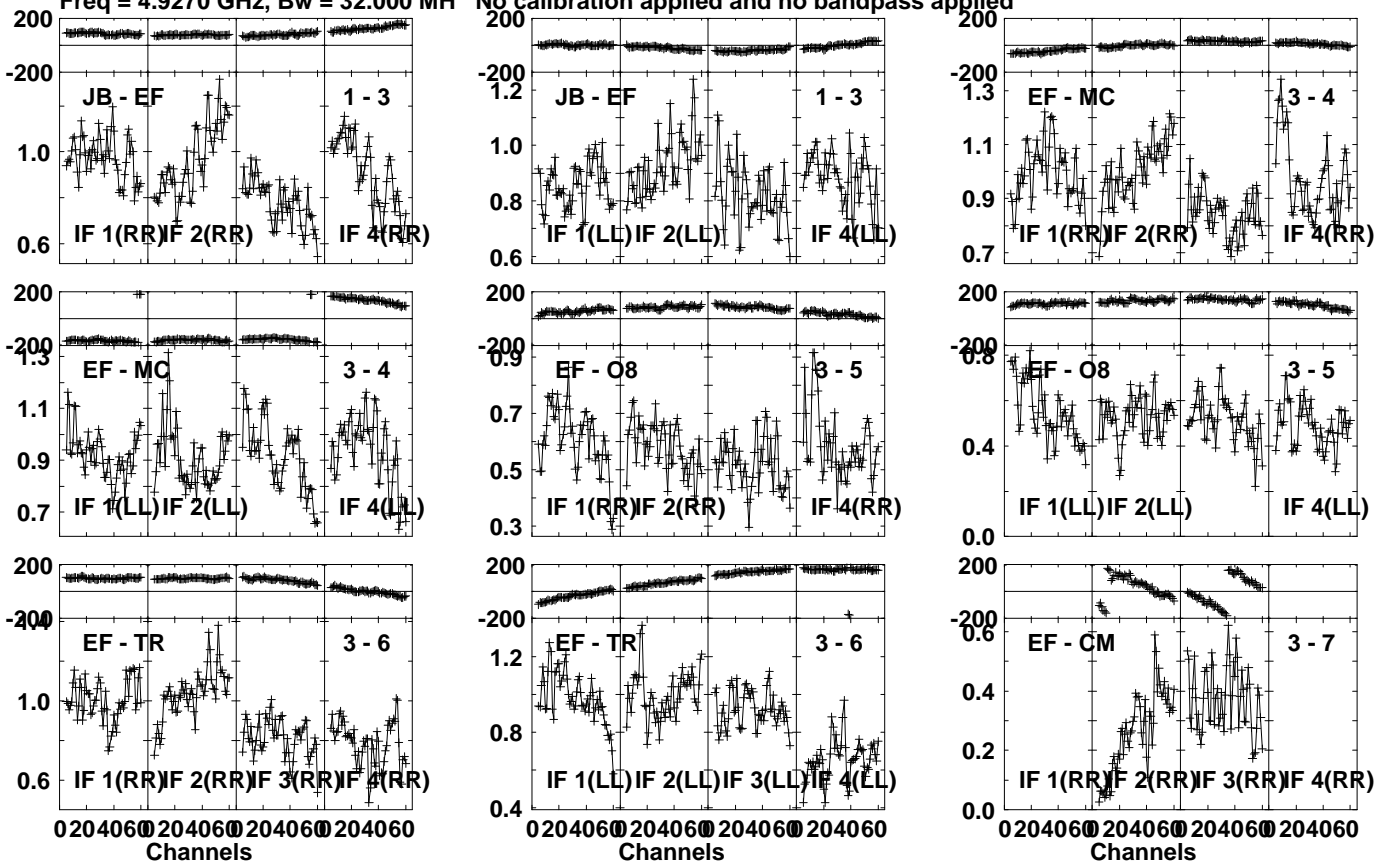 Freq = 4.9270 GHz, Bw = 32.000 MH No calibration applied and no bandpass applied
200
-200
JB - EF 1 - 3
1.0
0.6
IF 1(RR) IF 2(RR) IF 4(RR)
200
-200
JB - EF 1 - 3
1.2
1.0
0.8
0.6
IF 1(LL) IF 2(LL) IF 4(LL)
200
-200
EF - MC 3 - 4
1.3
1.1
0.9
0.7
IF 1(RR) IF 2(RR) IF 4(RR)
200
-200
EF - MC 3 - 4
1.3
1.1
0.9
0.7
IF 1(LL) IF 2(LL) IF 4(LL)
200
-200
EF - O8 3 - 5
0.9
0.7
0.5
0.3
IF 1(RR) IF 2(RR) IF 4(RR)
200
-200
EF - O8 3 - 5
0.8
0.4
0.0
IF 1(LL) IF 2(LL) IF 4(LL)
200
-200
EF - TR 3 - 6
1.4
1.0
0.6
IF 1(RR) IF 2(RR) IF 3(RR) IF 4(RR)
0 20 40 60 0 20 40 60 0 20 40 60 0 20 40 60
Channels
200
-200
EF - TR 3 - 6
1.2
1.0
0.8
0.6
0.4
IF 1(LL) IF 2(LL) IF 3(LL) IF 4(LL)
0 20 40 60 0 20 40 60 0 20 40 60 0 20 40 60
Channels
200
-200
EF - CM 3 - 7
0.6
0.4
0.2
0.0
IF 1(RR) IF 2(RR) IF 3(RR) IF 4(RR)
0 20 40 60 0 20 40 60 0 20 40 60 0 20 40 60
Channels